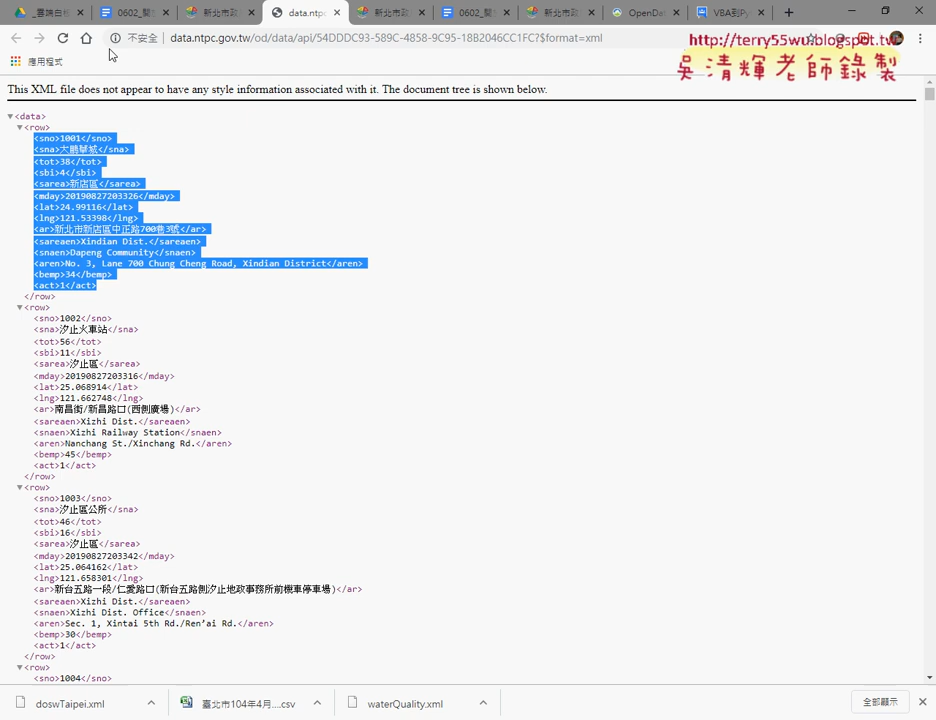 _雲端白板
0602_開
新北市政
data.ntpc
新北市政
0602_開
新北市政
OpenDat
VBA到Py
不安全
data.ntpc.gov.tw/od/data/api/54DDDC93-589C-4858-9C95-18B2046CC1FC?$format=xml
http://terry55wu.blogspot.tw
應用程式
吳清輝老師錄製
This XML file does not appear to have any style information associated with it. The document tree is shown below.
<data>
<row>
<sno>1001</sno>
<sna>大鵬華城</sna>
<tot>38</tot>
<sbi>4</sbi>
<sarea>新店區</sarea>
<mday>20190827203326</mday>
<lat>24.99116</lat>
<lng>121.53398</lng>
<ar>新北市新店區中正路700巷3號</ar>
<sareaen>Xindian Dist.</sareaen>
<snaen>Dapeng Community</snaen>
<aren>No. 3, Lane 700 Chung Cheng Road, Xindian District</aren>
<bemp>34</bemp>
<act>1</act>
</row>
<row>
<sno>1002</sno>
<sna>汐止火車站</sna>
<tot>56</tot>
<sbi>11</sbi>
<sarea>汐止區</sarea>
<mday>20190827203316</mday>
<lat>25.068914</lat>
<lng>121.662748</lng>
<ar>南昌街/新昌路口(西側廣場)</ar>
<sareaen>Xizhi Dist.</sareaen>
<snaen>Xizhi Railway Station</snaen>
<aren>Nanchang St./Xinchang Rd.</aren>
<bemp>45</bemp>
<act>1</act>
</row>
<row>
<sno>1003</sno>
<sna>汐止區公所</sna>
<tot>46</tot>
<sbi>16</sbi>
<sarea>汐止區</sarea>
<mday>20190827203342</mday>
<lat>25.064162</lat>
<lng>121.658301</lng>
<ar>新台五路一段/仁愛路口(新台五路側汐止地政事務所前機車停車場)</ar>
<sareaen>Xizhi Dist.</sareaen>
<snaen>Xizhi Dist. Office</snaen>
<aren>Sec. 1, Xintai 5th Rd./Ren'ai Rd.</aren>
<bemp>30</bemp>
<act>1</act>
</row>
<row>
<sno>1004</sno>
doswTaipei.xml
臺北市104年4月....csv
waterQuality.xml
全部顯示